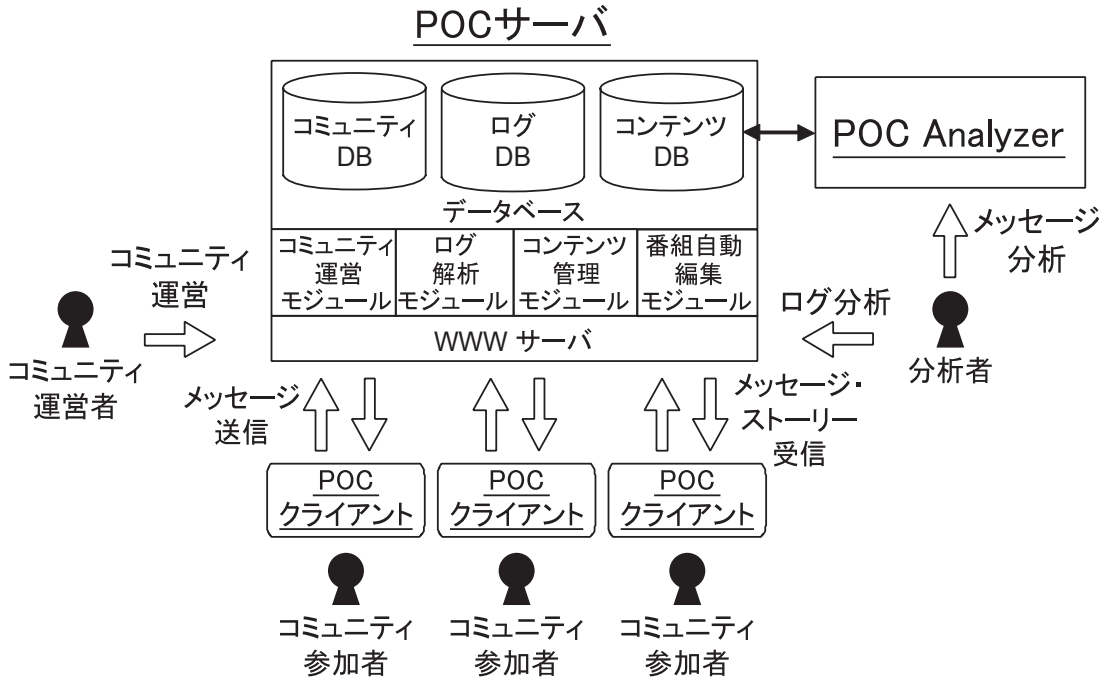 POCサーバ
コミュニティ
DB
ログ
DB
コンテンツ
DB
データベース
コミュニティ
運営
モジュール
ログ
解析
モジュール
コンテンツ
管理
モジュール
番組自動
編集
モジュール
WWW サーバ
POC Analyzer
メッセージ
分析
ログ分析
分析者
コミュニティ
運営
コミュニティ
運営者
メッセージ
送信
メッセージ・
ストーリー
受信
POC
クライアント
POC
クライアント
POC
クライアント
コミュニティ
参加者
コミュニティ
参加者
コミュニティ
参加者